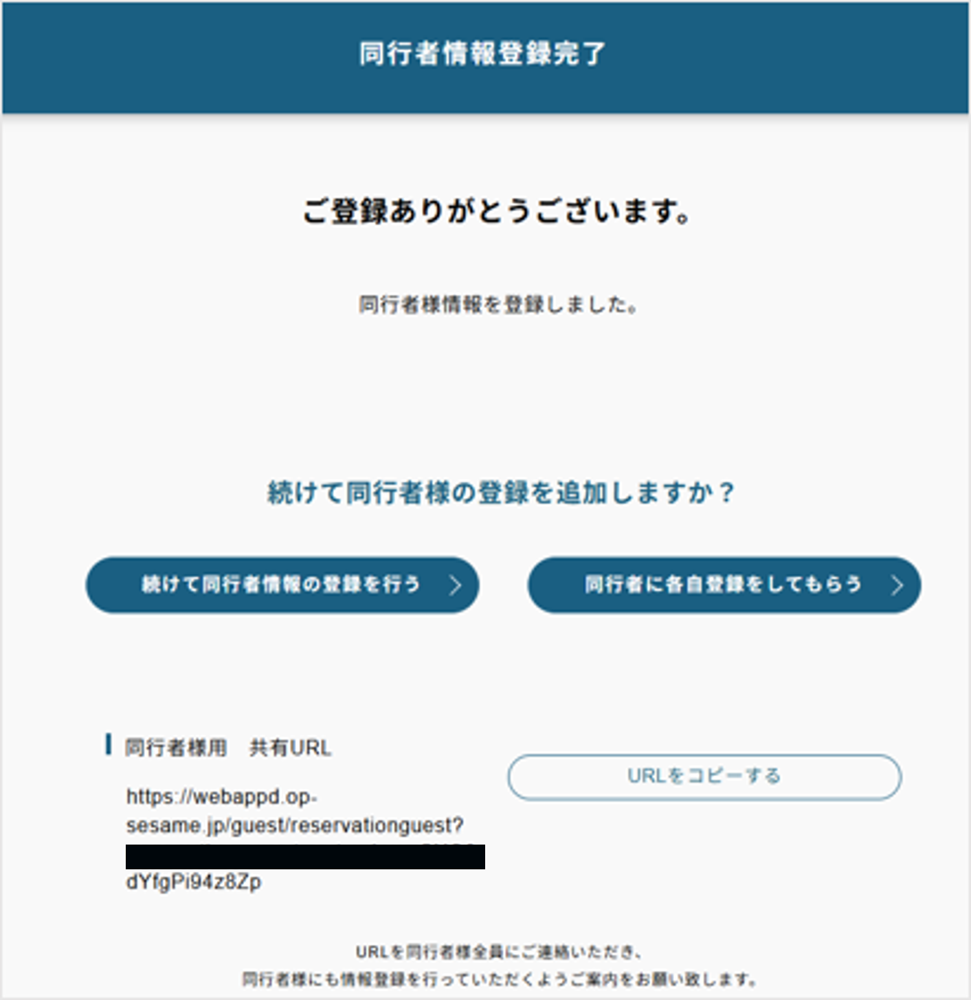 同行者情報登録完了
ご登録ありがとうございます。
同行者様情報を登録しました。
続けて同行者様の登録を追加しますか？
続けて同行者情報の登録を行う
同行者に各自登録をしてもらう
同行者様用　共有URL
URLをコピーする
https://webappd.op-
sesame.jp/guest/reservationguest?
dYfgPi94z8Zp
URLを同行者様全員にご連絡いただき、
同行者様にも情報登録を行っていただくようご案内をお願い致します。